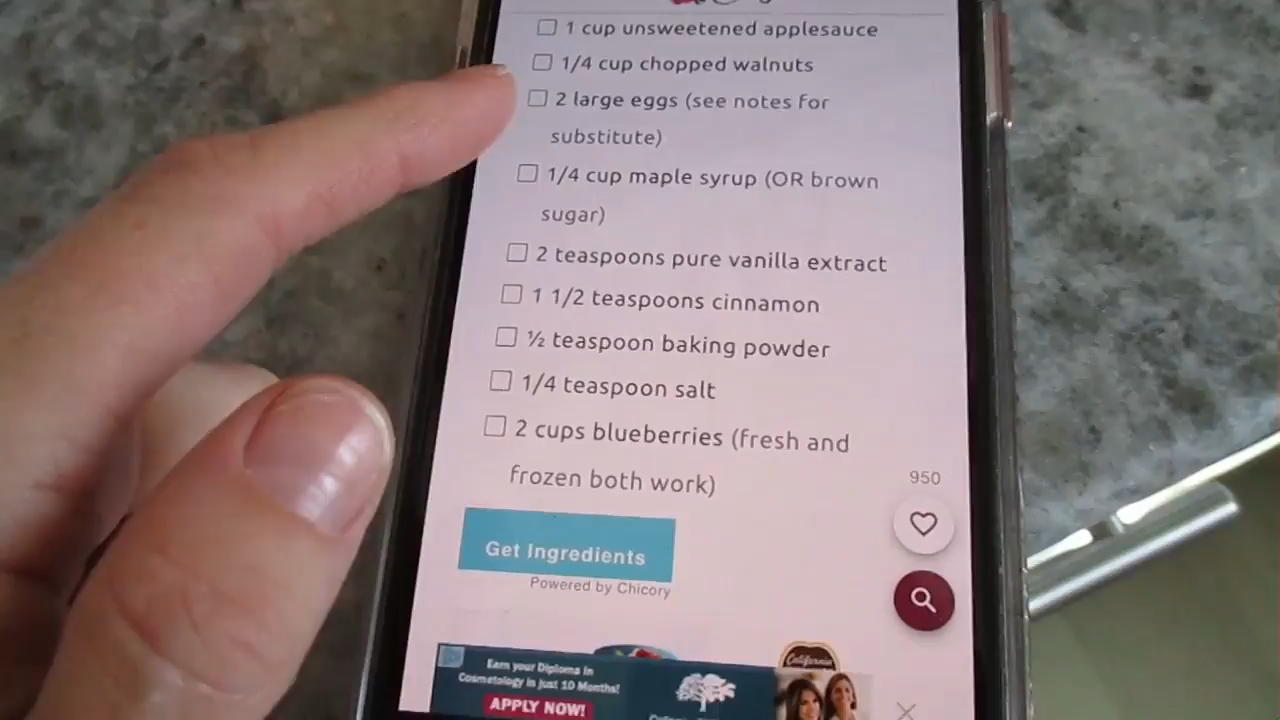 1 cup unsweetened applesauce
1/4 cup chopped walnuts
2 large eggs (see notes for
substitute)
1/4 cup maple syrup (OR brown
sugar)
2 teaspoons pure vanilla extract
1 1/2 teaspoons cinnamon
½ teaspoon baking powder
1/4 teaspoon salt
2 cups blueberries (fresh and
frozen both work)
950
Get Ingredients
Powered by Chicory
Earn your Diploma in
Cosmetology in Just 10 Months!
APPLY NOW!
California